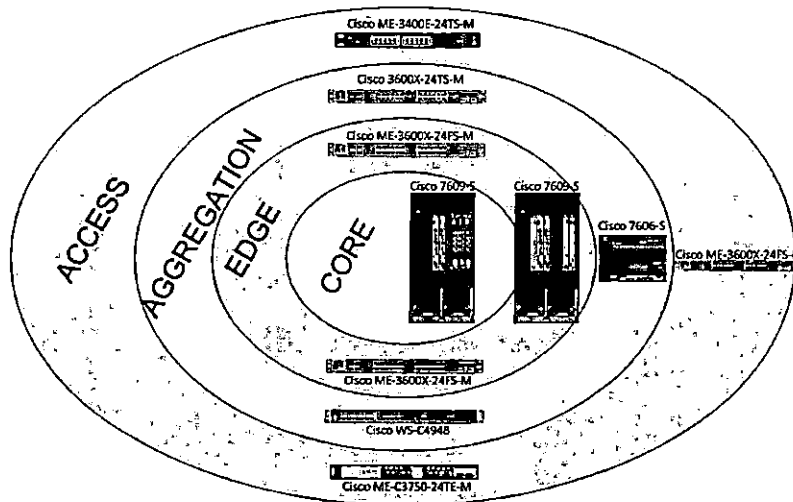 Cisco ME-3400E-24TS-M
Cisco 3600X-24TS-M
Cisco ME-3600X-24FS-M
ACCESS
AGGREGATION
EDGE
CORE
Cisco 7609-S
Cisco 7609-S
Cisco 7606-S
Cisco ME-3600X-24FS-
Cisco ME-3600X-24FS-M
Cisco WS-C4948
Cisco ME-C3750-24TE-M